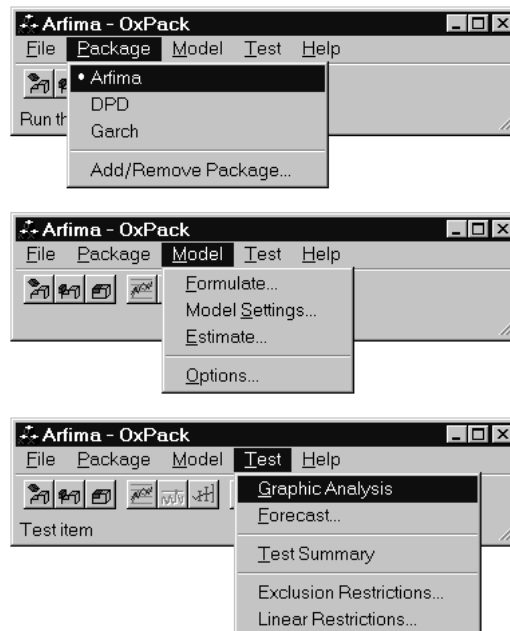 Arfima - OxPack
File Package Model Test Help
• Arfima
DPD
Garch
Run th
Add/Remove Package...
Arfima - OxPack
File Package Model Test Help
Formulate...
Model Settings...
Estimate...
Options...
Arfima - OxPack
File Package Model Test Help
Graphic Analysis
Forecast...
Test item
Test Summary
Exclusion Restrictions...
Linear Restrictions...